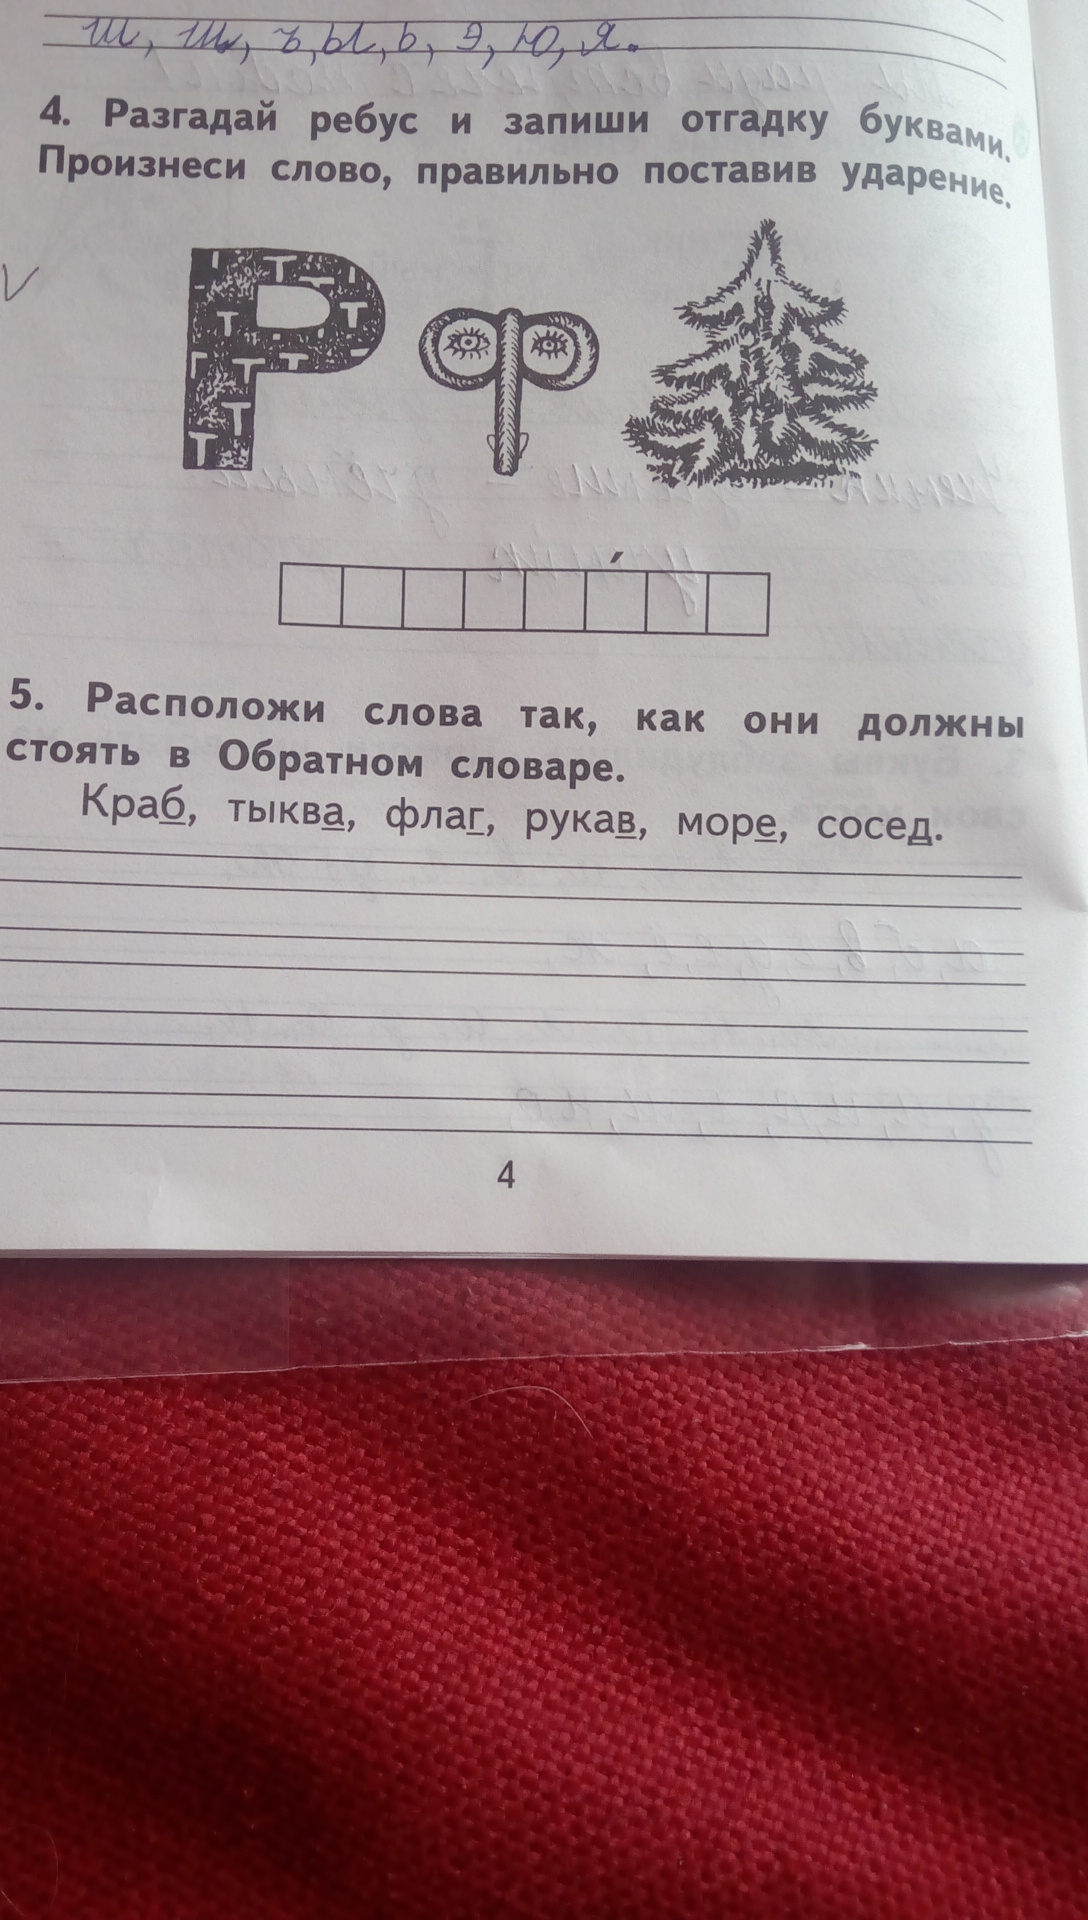 ш, щ, ъ, ы, ь, э, ю, я.
4. Разгадай ребус и запиши отгадку буквами.
Произнеси слово, правильно поставив ударение.
5. Расположи слова так, как они должны
стоять в Обратном словаре.
Краб, тыква, флаг, рукав, море, сосед.
4